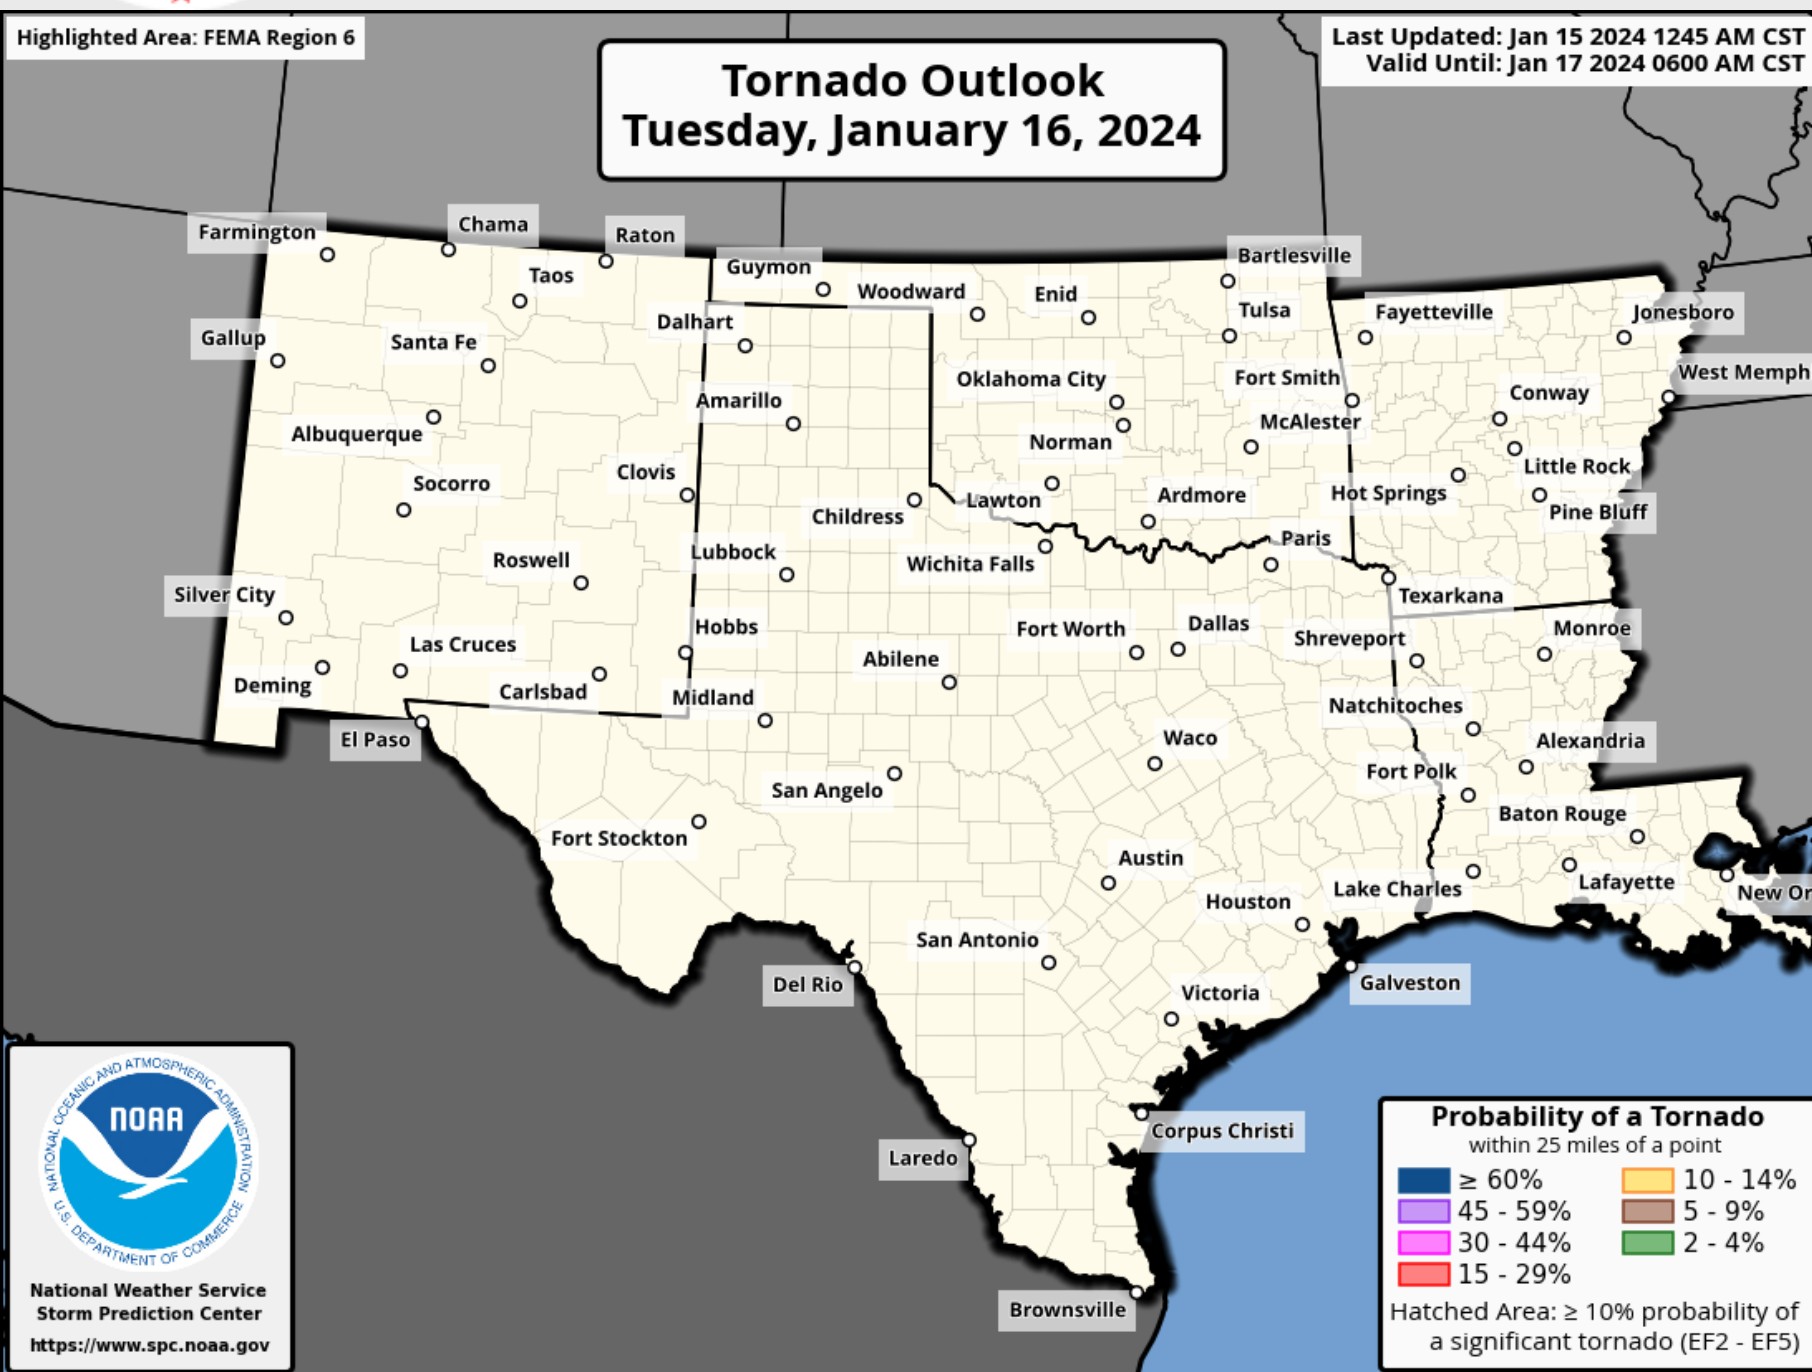 Highlighted Area: FEMA Region 6
Tornado Outlook
Tuesday, January 16, 2024
Last Updated: Jan 15 2024 1245 AM CST
Valid Until: Jan 17 2024 0600 AM CST
Farmington
Chama
Raton
Taos
Guymon
Woodward
Enid
Bartlesville
Tulsa
Fayetteville
Jonesboro
Gallup
Santa Fe
Dalhart
Oklahoma City
Fort Smith
Conway
West Memph
Amarillo
Albuquerque
Norman
McAlester
Little Rock
Socorro
Clovis
Childress
Lawton
Ardmore
Hot Springs
Pine Bluff
Roswell
Lubbock
Wichita Falls
Paris
Texarkana
Silver City
Las Cruces
Hobbs
Fort Worth
Dallas
Shreveport
Monroe
Deming
Carlsbad
Midland
Abilene
Natchitoches
El Paso
Waco
Alexandria
San Angelo
Fort Polk
Fort Stockton
Baton Rouge
Austin
Houston
Lake Charles
Lafayette
New Or
San Antonio
Del Rio
Victoria
Galveston
Corpus Christi
Laredo
Brownsville
NATIONAL OCEANIC AND ATMOSPHERIC ADMINISTRATION
NOAA
U.S. DEPARTMENT OF COMMERCE
National Weather Service
Storm Prediction Center
https://www.spc.noaa.gov
Probability of a Tornado
within 25 miles of a point
≥ 60%
10 - 14%
45 - 59%
5 - 9%
30 - 44%
2 - 4%
15 - 29%
Hatched Area: ≥ 10% probability of
a significant tornado (EF2 - EF5)